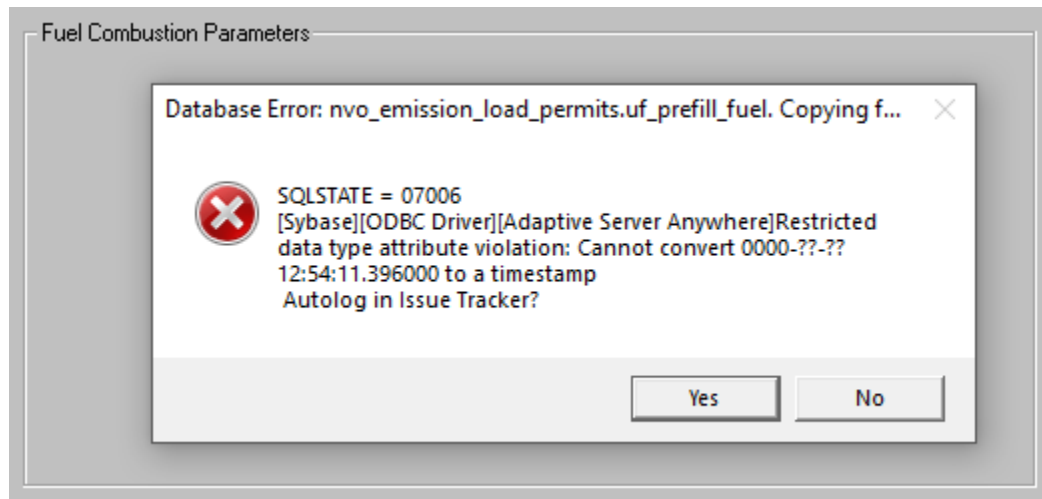 Fuel Combustion Parameters
Database Error: nvo_emission_load_permits.uf_prefill_fuel. Copying f...
SQLSTATE = 07006
[Sybase][ODBC Driver][Adaptive Server Anywhere]Restricted
data type attribute violation: Cannot convert 0000-??-??
12:54:11.396000 to a timestamp
Autolog in Issue Tracker?
Yes No